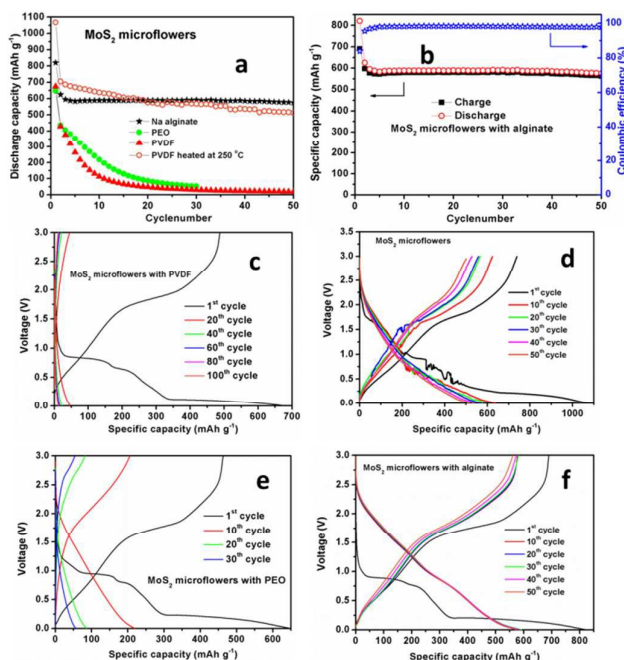 MoS₂ microflowers
a
Na alginate
PEO
PVDF
PVDF heated at 250 °C
Discharge capacity (mAh g⁻¹)
1100
1000
900
800
700
600
500
400
300
200
100
0
0 10 20 30 40 50
Cyclenumber
b
Charge
Discharge
MoS₂ microflowers with alginate
Specific capacity (mAh g⁻¹)
800
700
600
500
400
300
200
100
0
0 5 10 15 20 25 30 35 40 45 50
Cyclenumber
100
80
60
40
20
0
Coulombic efficiency (%)
c
MoS₂ microflowers with PVDF
1st cycle
20th cycle
40th cycle
60th cycle
80th cycle
100th cycle
Voltage (V)
3.0
2.5
2.0
1.5
1.0
0.5
0.0
0 100 200 300 400 500 600 700
Specific capacity (mAh g⁻¹)
MoS₂ microflowers
d
1st cycle
10th cycle
20th cycle
30th cycle
40th cycle
50th cycle
Voltage (V)
3.0
2.5
2.0
1.5
1.0
0.5
0.0
0 200 400 600 800 1000
Specific capacity (mAh g⁻¹)
e
1st cycle
10th cycle
20th cycle
30th cycle
MoS₂ microflowers with PEO
Voltage (V)
3.0
2.5
2.0
1.5
1.0
0.5
0.0
0 100 200 300 400 500 600
Specific capacity (mAh g⁻¹)
MoS₂ microflowers with alginate
f
1st cycle
10th cycle
20th cycle
30th cycle
40th cycle
50th cycle
Voltage (V)
3.0
2.5
2.0
1.5
1.0
0.5
0.0
0 100 200 300 400 500 600 700 800
Specific capacity (mAh g⁻¹)